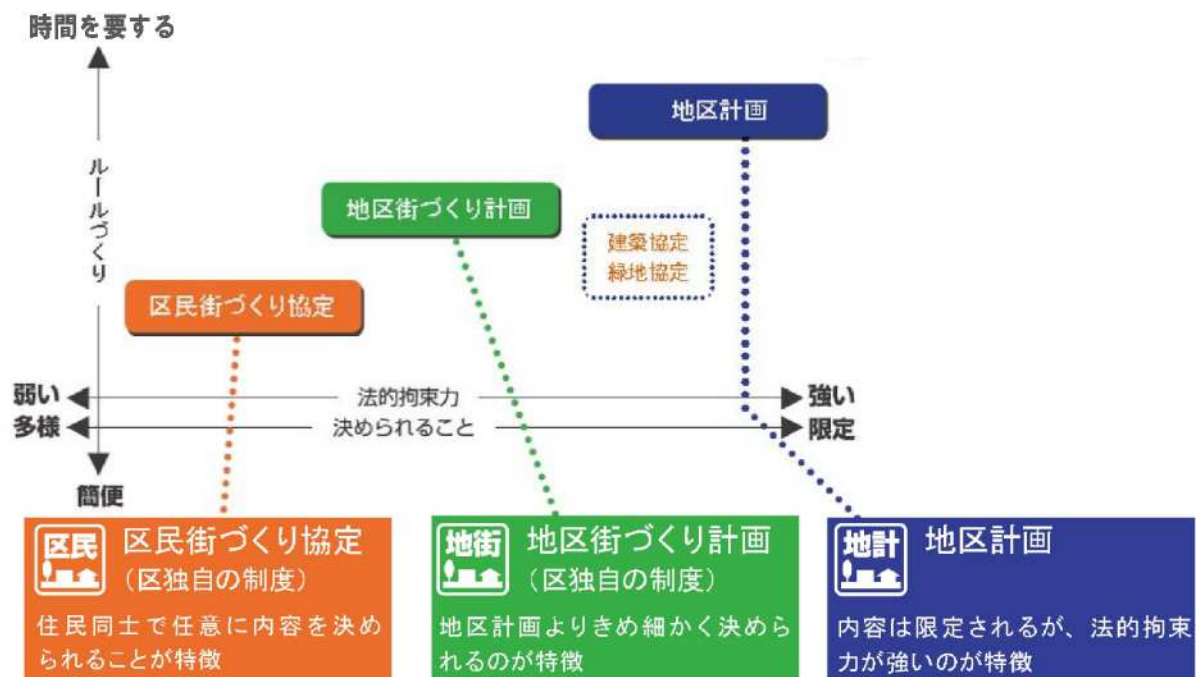 時間を要する
地区計画
ルールづくり
地区街づくり計画
建築協定
緑地協定
区民街づくり協定
弱い
法的拘束力
強い
多様
決められること
限定
簡便
区民
区民街づくり協定
（区独自の制度）
住民同士で任意に内容を決め
られることが特徴
地街
地区街づくり計画
（区独自の制度）
地区計画よりきめ細かく決めら
れるのが特徴
地計
地区計画
内容は限定されるが、法的拘束
力が強いのが特徴